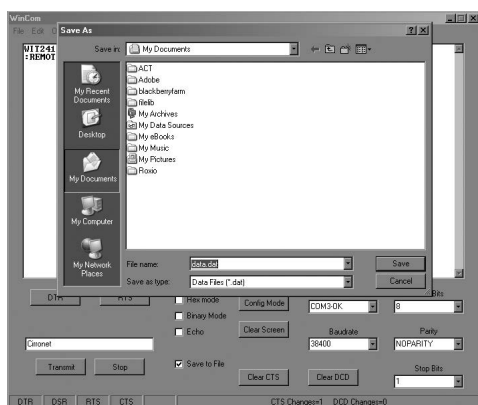 WinCom
File Edit
Save As
Save in:
My Documents
WIT241
:REMOT
My Recent
Documents
Desktop
My Documents
My Computer
My Network
Places
ACT
Adobe
blackberryfarm
filelib
My Archives
My Data Sources
My eBooks
My Music
My Pictures
Roxio
File name:
data.dat
Save
Save as type:
Data Files (*.dat)
Cancel
DTR
RTS
Hex mode
Binary Mode
Echo
Config Mode
COM3-OK
Bits
8
Clear Screen
Baudrate
Parity
38400
NOPARITY
Cirronet
Transmit
Stop
Save to File
Clear CTS
Clear DCD
Stop Bits
1
DTR
DSR
RTS
CTS
CTS Changes=1 DCD Changes=0